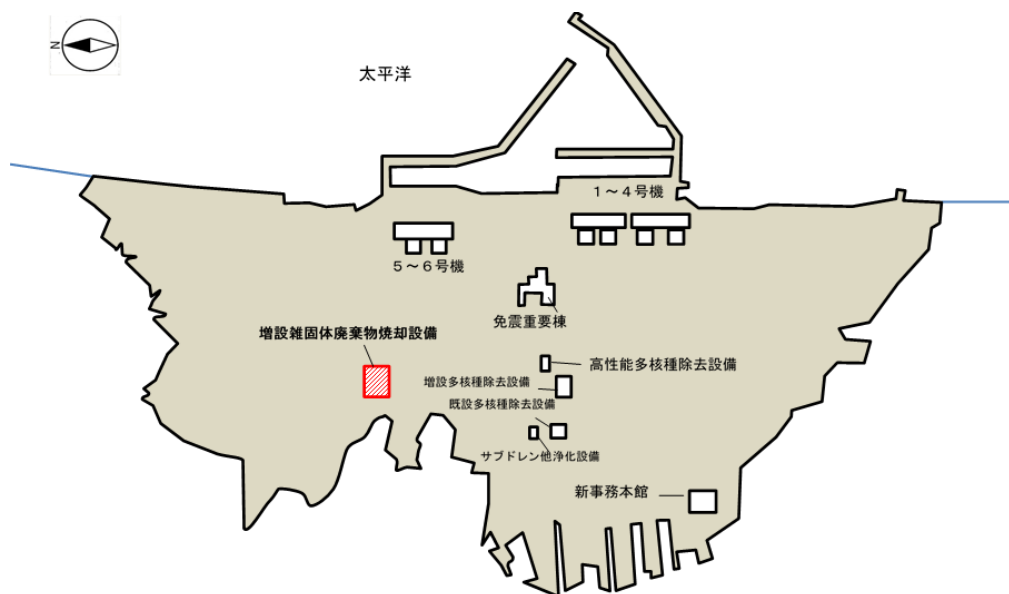 N
太平洋
１～４号機
５～６号機
免震重要棟
増設雑固体廃棄物焼却設備
高性能多核種除去設備
増設多核種除去設備
既設多核種除去設備
サブドレン他浄化設備
新事務本館